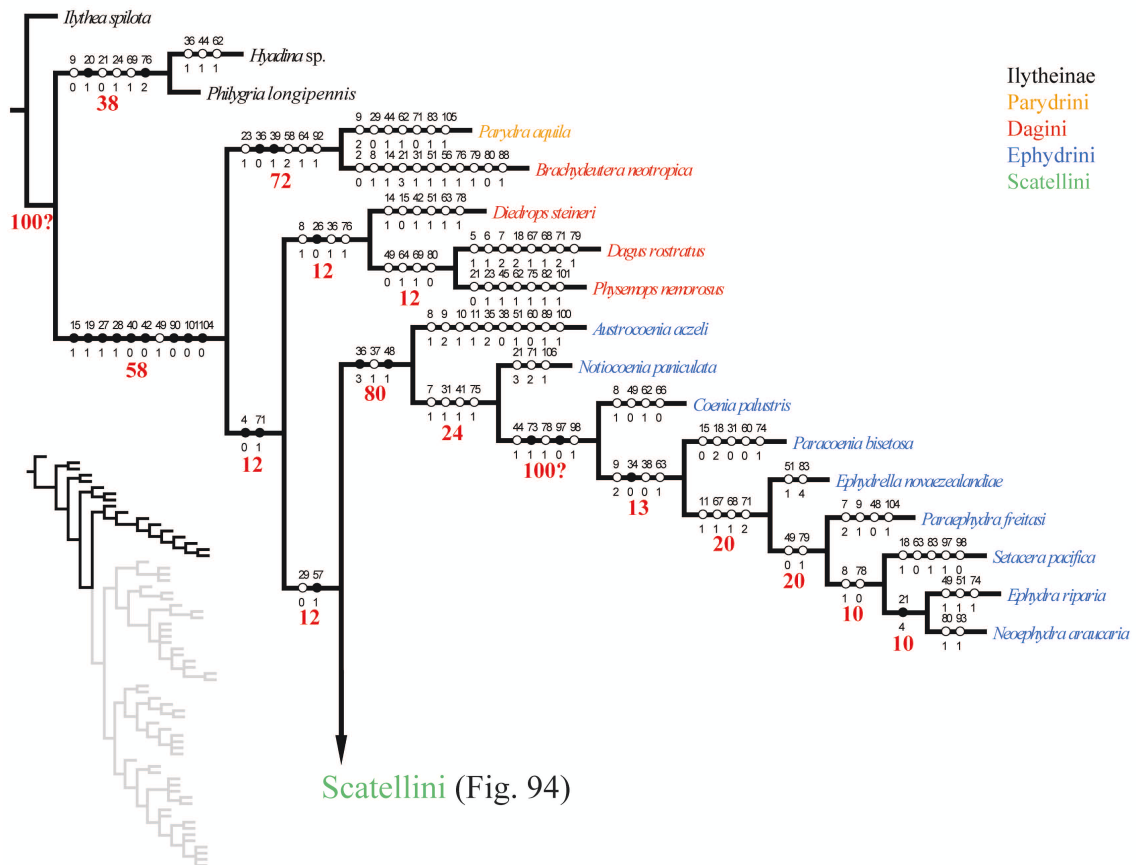 Ilythea spilota
9 20 21 24 69 76
0 1 0 1 1 2
38
36 44 62
1 1 1
Hyadina sp.
Philygria longipennis
Ilytheinae
Parydrini
Dagini
Ephydrini
Scatellini
100?
23 36 39 58 64 92
1 0 1 2 1 1
72
9 29 44 62 71 83 105
2 0 1 1 0 1 1
Parydra aquila
2 8 14 21 31 51 56 76 79 80 88
0 1 1 3 1 1 1 1 1 0 1
Brachydeutera neotropica
8 26 36 76
1 0 1 1
12
14 15 42 51 63 78
1 0 1 1 1 1
Diedrops steineri
49 64 69 80
0 1 1 0
12
5 6 7 18 67 68 71 79
1 1 2 2 1 1 2 1
Dagus rostratus
21 23 45 62 75 82 101
0 1 1 1 1 1 1
Physemops nemorosus
15 19 27 28 40 42 49 90 101 104
1 1 1 1 0 0 1 0 0 0
58
36 37 48
3 1 1
80
8 9 10 11 35 38 51 60 89 100
1 2 1 1 2 0 1 0 1 1
Austrocoenia aczeli
7 31 41 75
1 1 1 1
24
21 71 106
3 2 1
Notiocoenia paniculata
44 73 78 97 98
1 1 1 0 1
100?
8 49 62 66
1 0 1 0
Coenia palustris
4 71
0 1
12
9 34 38 63
2 0 0 1
13
15 18 31 60 74
0 2 0 0 1
Paracoenia bisetosa
11 67 68 71
1 1 1 2
20
51 83
1 4
Ephydrella novaezealandiae
49 79
0 1
20
7 9 48 104
2 1 0 1
Paraephydra freitasi
29 57
0 1
12
8 78
1 0
10
18 63 83 97 98
1 0 1 1 0
Setacera pacifica
21
4
10
49 51 74
1 1 1
Ephydra riparia
80 93
1 1
Neoephydra araucaria
Scatellini (Fig. 94)